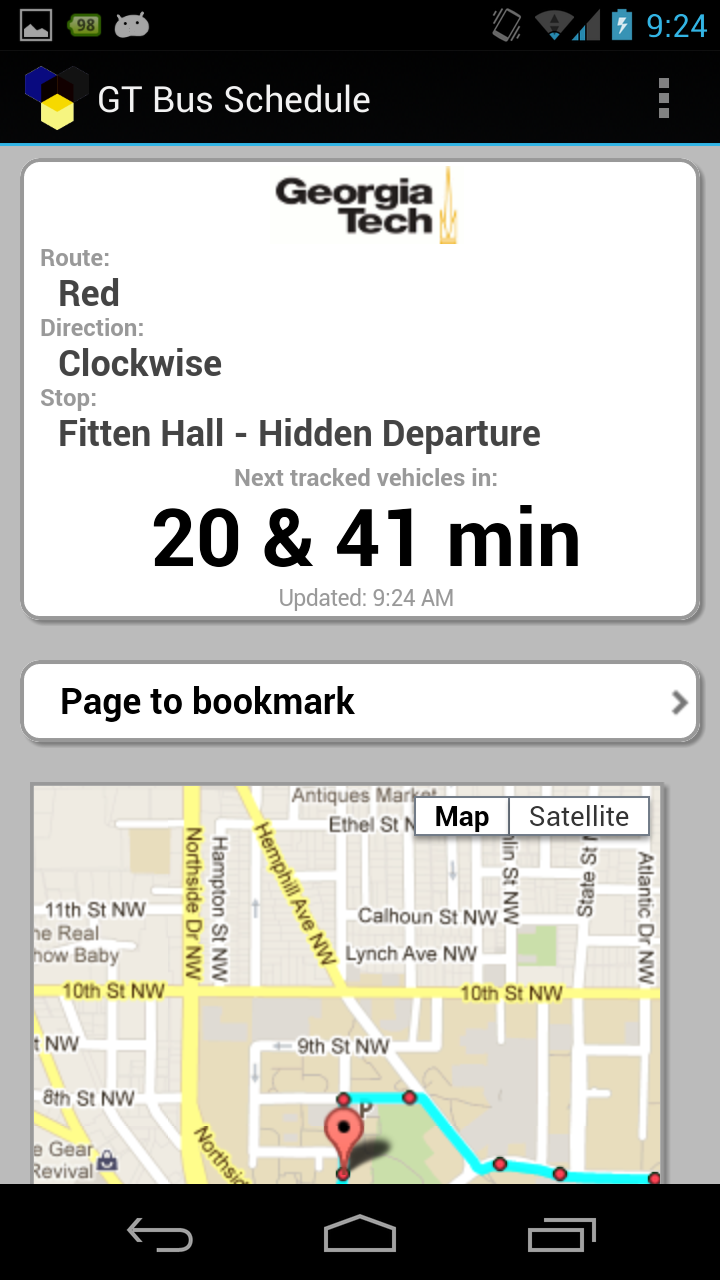 98
9:24
GT Bus Schedule
Georgia
Tech
Route:
Red
Direction:
Clockwise
Stop:
Fitten Hall - Hidden Departure
Next tracked vehicles in:
20 & 41 min
Updated: 9:24 AM
Page to bookmark
Antiques Market
Map
Satellite
Ethel St N
Northside Dr NW
Hampton St NW
Hemphill Ave NW
lin St NW
State St N
Atlantic Dr NW
11th St NW
he Real
how Baby
Calhoun St NW
Lynch Ave NW
10th St NW
10th St NW
t NW
9th St NW
8th St NW
P
e Gear
Revival
Northsid